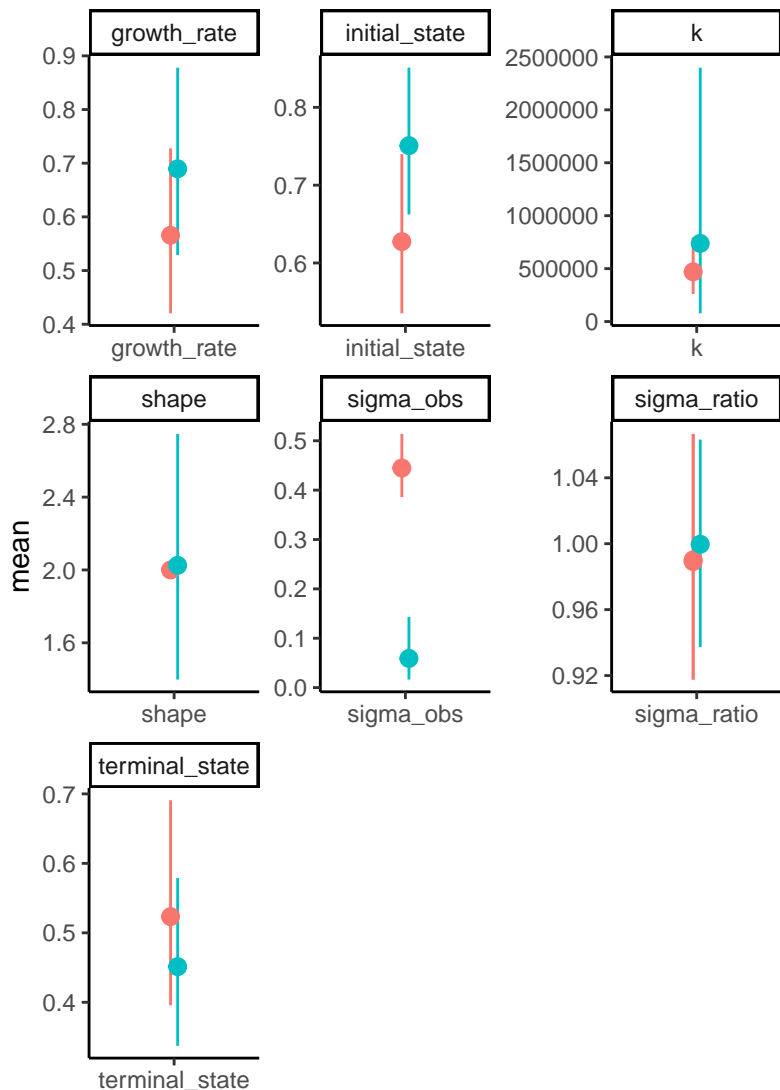 growth_rate
0.9
0.8
0.7
0.6
0.5
0.4
growth_rate
initial_state
0.8
0.7
0.6
initial_state
k
2500000
2000000
1500000
1000000
500000
0
k
mean
shape
2.8
2.4
2.0
1.6
shape
sigma_obs
0.5
0.4
0.3
0.2
0.1
0.0
sigma_obs
sigma_ratio
1.04
1.00
0.96
0.92
sigma_ratio
terminal_state
0.7
0.6
0.5
0.4
terminal_state